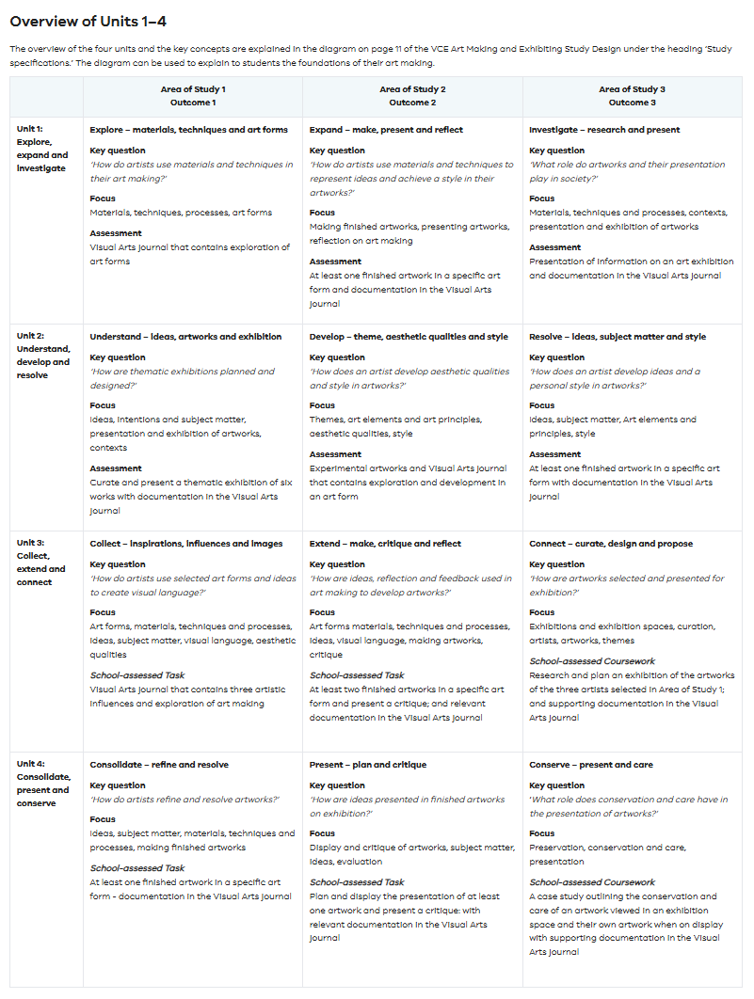 Overview of Units 1–4
The overview of the four units and the key concepts are explained in the diagram on page 11 of the VCE Art Making and Exhibiting Study Design under the heading ‘Study
specifications.’ The diagram can be used to explain to students the foundations of their art making.
Area of Study 1
Outcome 1
Area of Study 2
Outcome 2
Area of Study 3
Outcome 3
Unit 1:
Explore,
expand and
investigate
Explore – materials, techniques and art forms
Key question
‘How do artists use materials and techniques in
their art making?’
Focus
Materials, techniques, processes, art forms
Assessment
Visual Arts journal that contains exploration of
art forms
Expand – make, present and reflect
Key question
‘How do artists use materials and techniques to
represent ideas and achieve a style in their
artworks?’
Focus
Making finished artworks, presenting artworks,
reflection on art making
Assessment
At least one finished artwork in a specific art
form and documentation in the Visual Arts
journal
Investigate – research and present
Key question
‘What role do artworks and their presentation
play in society?’
Focus
Materials, techniques and processes, contexts,
presentation and exhibition of artworks
Assessment
Presentation of information on an art exhibition
and documentation in the Visual Arts journal
Unit 2:
Understand,
develop and
resolve
Understand – ideas, artworks and exhibition
Key question
‘How are thematic exhibitions planned and
designed?’
Focus
Ideas, intentions and subject matter,
presentation and exhibition of artworks,
contexts
Assessment
Curate and present a thematic exhibition of six
works with documentation in the Visual Arts
journal
Develop – theme, aesthetic qualities and style
Key question
‘How does an artist develop aesthetic qualities
and style in artworks?’
Focus
Themes, art elements and art principles,
aesthetic qualities, style
Assessment
Experimental artworks and Visual Arts journal
that contains exploration and development in
an art form
Resolve – ideas, subject matter and style
Key question
‘How does an artist develop ideas and a
personal style in artworks?’
Focus
Ideas, subject matter, Art elements and
principles, style
Assessment
At least one finished artwork in a specific art
form with documentation in the Visual Arts
journal
Unit 3:
Collect,
extend and
connect
Collect – inspirations, influences and images
Key question
‘How do artists use selected art forms and ideas
to create visual language?’
Focus
Art forms, materials, techniques and processes,
ideas, subject matter, visual language, aesthetic
qualities
School-assessed Task
Visual Arts journal that contains three artistic
influences and exploration of art making
Extend – make, critique and reflect
Key question
‘How are ideas, reflection and feedback used in
art making to develop artworks?’
Focus
Art forms materials, techniques and processes,
ideas, visual language, making artworks,
critique
School-assessed Task
At least two finished artworks in a specific art
form and present a critique; and relevant
documentation in the Visual Arts journal
Connect – curate, design and propose
Key question
‘How are artworks selected and presented for
exhibition?’
Focus
Exhibitions and exhibition spaces, curation,
artists, artworks, themes
School-assessed Coursework
Research and plan an exhibition of the artworks
of the three artists selected in Area of Study 1;
and supporting documentation in the Visual
Arts journal
Unit 4:
Consolidate,
present and
conserve
Consolidate – refine and resolve
Key question
‘How do artists refine and resolve artworks?’
Focus
Ideas, subject matter, materials, techniques and
processes, making finished artworks
School-assessed Task
At least one finished artwork in a specific art
form - documentation in the Visual Arts journal
Present – plan and critique
Key question
‘How are ideas presented in finished artworks
on exhibition?’
Focus
Display and critique of artworks, subject matter,
ideas, evaluation
School-assessed Task
Plan and display the presentation of at least
one artwork and present a critique: with
relevant documentation in the Visual Arts
journal
Conserve – present and care
Key question
‘What role does conservation and care have in
the presentation of artworks?’
Focus
Preservation, conservation and care,
presentation
School-assessed Coursework
A case study outlining the conservation and
care of an artwork viewed in an exhibition
space and their own artwork when on display
with supporting documentation in the Visual
Arts journal